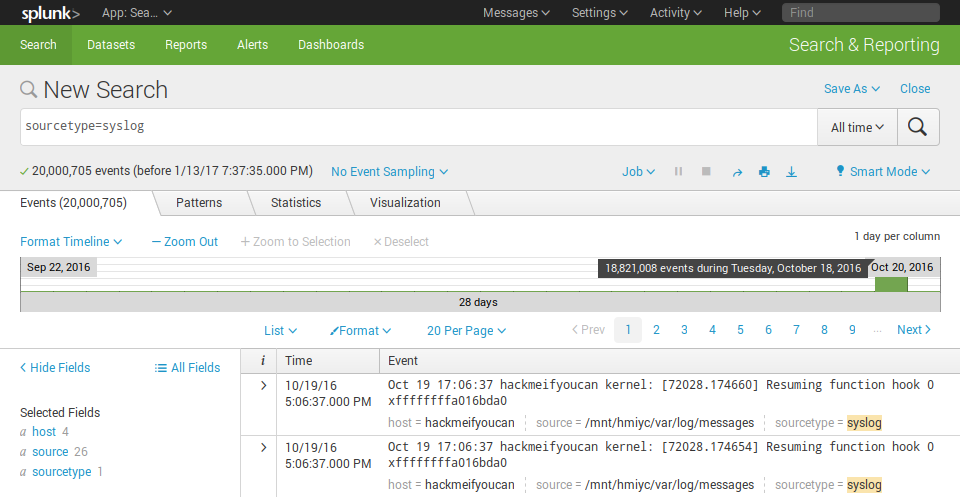 splunk> App: Sea... Messages Settings Activity Help Find
Search Datasets Reports Alerts Dashboards Search & Reporting
New Search Save As Close
sourcetype=syslog All time
20,000,705 events (before 1/13/17 7:37:35.000 PM) No Event Sampling Job Smart Mode
Events (20,000,705) Patterns Statistics Visualization
Format Timeline — Zoom Out + Zoom to Selection × Deselect 1 day per column
Sep 22, 2016 18,821,008 events during Tuesday, October 18, 2016 Oct 20, 2016
28 days
List Format 20 Per Page < Prev 1 2 3 4 5 6 7 8 9 ... Next >
< Hide Fields All Fields i Time Event
Selected Fields
a host 4
a source 26
a sourcetype 1
> 10/19/16 Oct 19 17:06:37 hackmeifyoucan kernel: [72028.174660] Resuming function hook 0
5:06:37.000 PM xffffffffa016bda0
host = hackmeifyoucan source = /mnt/hmiyc/var/log/messages sourcetype = syslog
> 10/19/16 Oct 19 17:06:37 hackmeifyoucan kernel: [72028.174654] Resuming function hook 0
5:06:37.000 PM xffffffffa016bda0
host = hackmeifyoucan source = /mnt/hmiyc/var/log/messages sourcetype = syslog